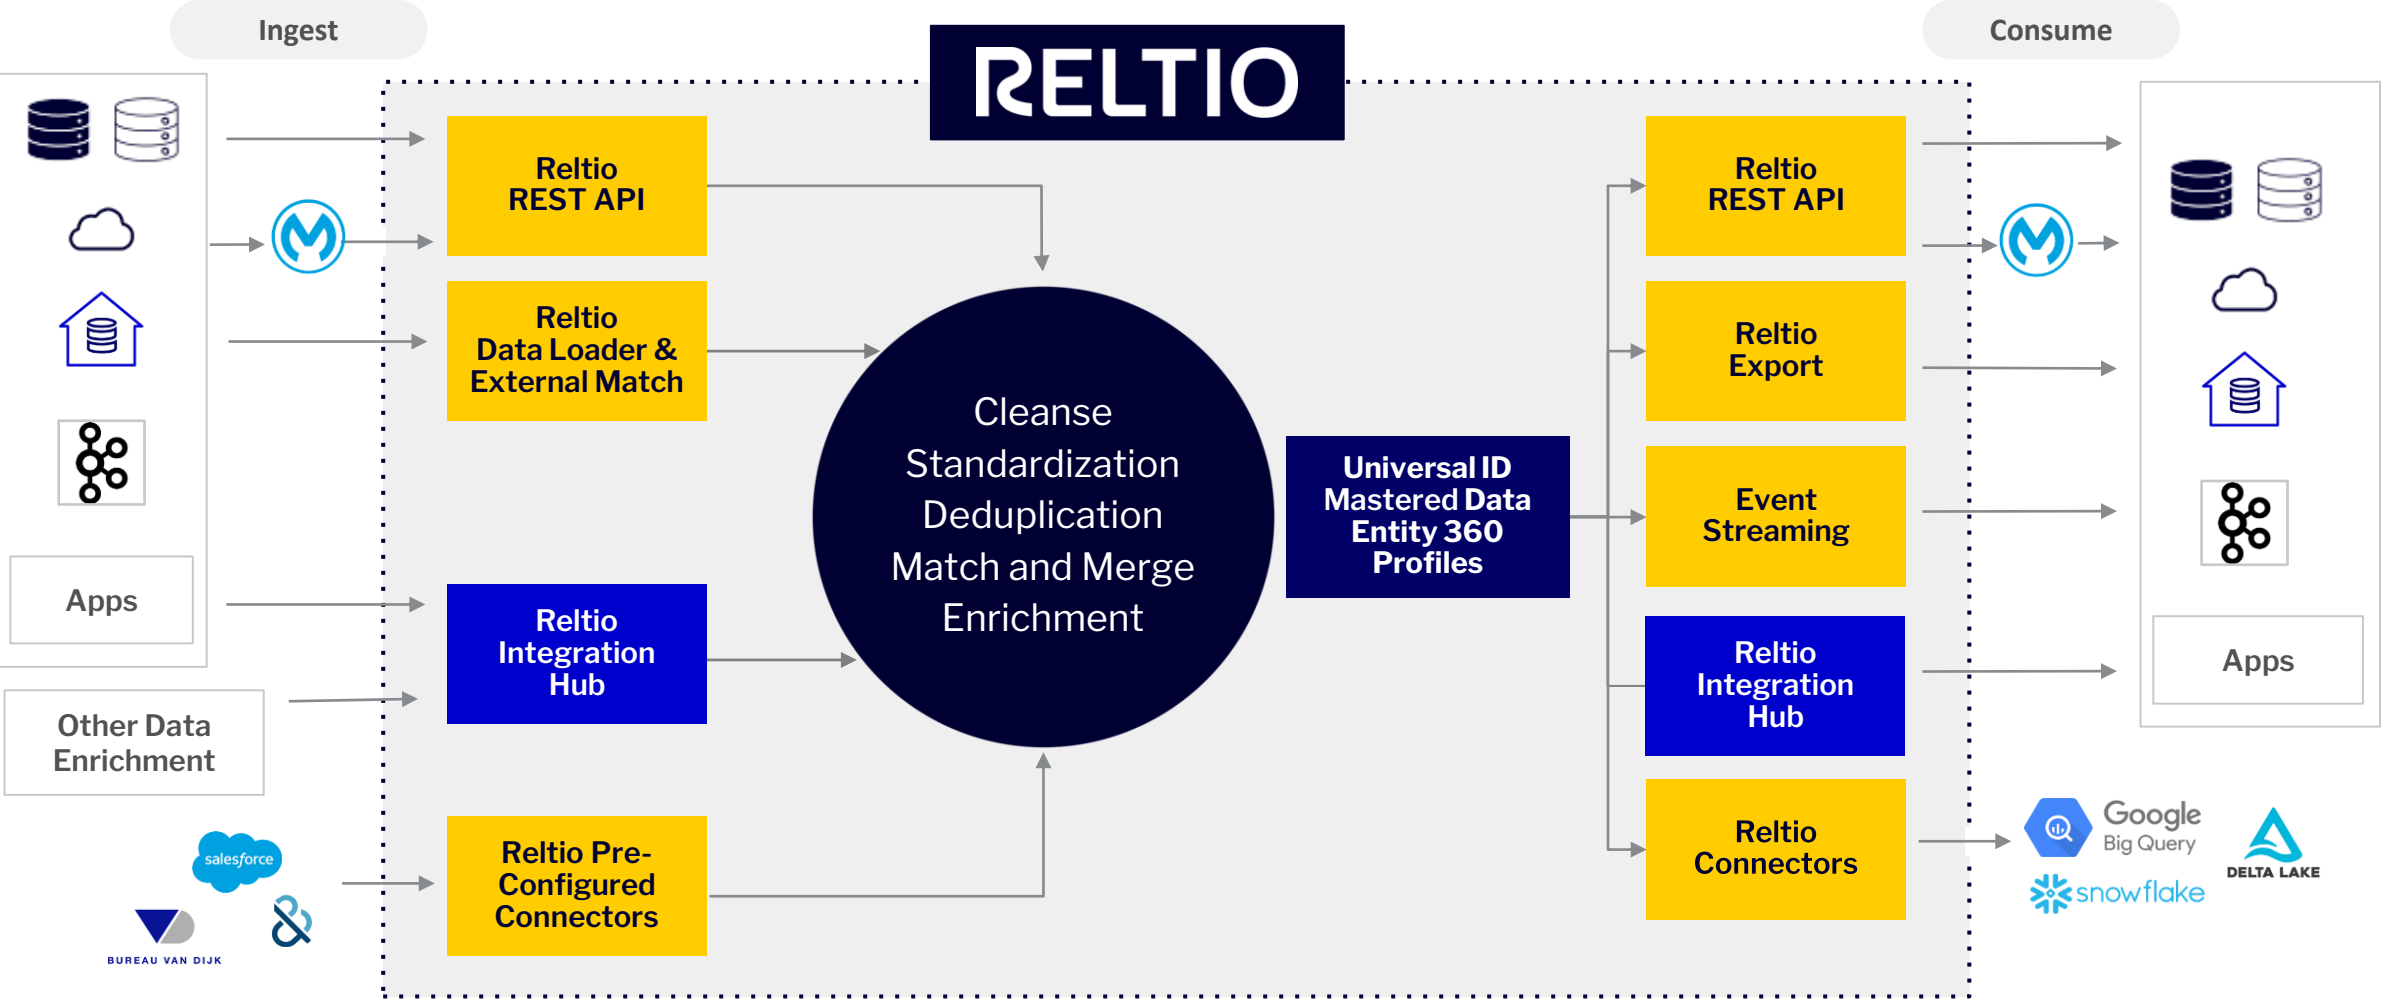 Ingest
RELTIO
Consume
Reltio
REST API
Reltio
Data Loader &
External Match
Apps
Reltio
Integration
Hub
Other Data
Enrichment
salesforce
BUREAU VAN DIJK
Reltio Pre-
Configured
Connectors
Cleanse
Standardization
Deduplication
Match and Merge
Enrichment
Universal ID
Mastered Data
Entity 360
Profiles
Reltio
REST API
Reltio
Export
Event
Streaming
Reltio
Integration
Hub
Reltio
Connectors
Apps
Google
Big Query
DELTA LAKE
snowflake